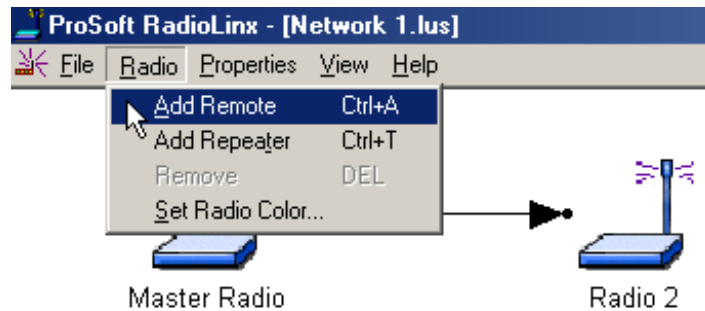 ProSoft RadioLinx - [Network 1.lus]
File Radio Properties View Help
Add Remote Ctrl+A
Add Repeater Ctrl+T
Remove DEL
Set Radio Color...
Master Radio Radio 2